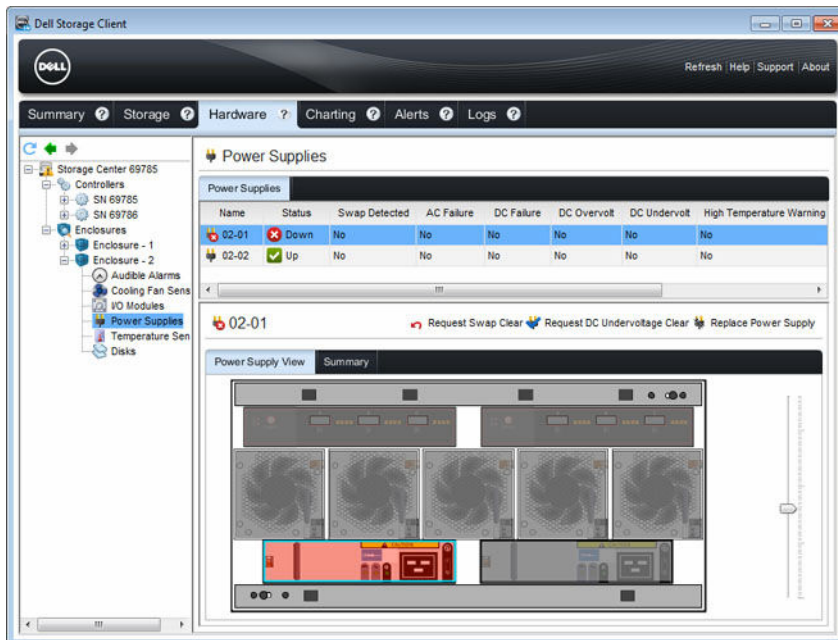 Dell Storage Client
DELL
Refresh Help Support About
Summary ? Storage ? Hardware ? Charting ? Alerts ? Logs ?
Storage Center 69785
Controllers
SN 69785
SN 69786
Enclosures
Enclosure - 1
Enclosure - 2
Audible Alarms
Cooling Fan Sens
I/O Modules
Power Supplies
Temperature Sen
Disks
Power Supplies
Power Supplies
Name Status Swap Detected AC Failure DC Failure DC Overvolt DC Undervolt High Temperature Warning
02-01 Down No No No No No No
02-02 Up No No No No No No
02-01 Request Swap Clear Request DC Undervoltage Clear Replace Power Supply
Power Supply View Summary
CAUTION